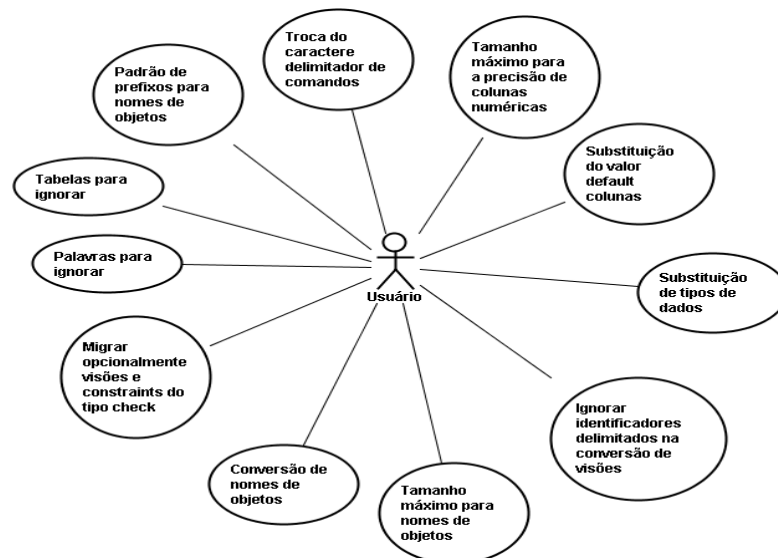 Troca do
caractere
delimitador de
comandos
Tamanho
máximo para
a precisão de
colunas
numéricas
Padrão de
prefixos para
nomes de
objetos
Substituição
do valor
default
colunas
Tabelas para
ignorar
Palavras para
ignorar
Usuário
Substituição
de tipos de
dados
Migrar
opcionalmente
visões e
constraints do
tipo check
Ignorar
identificadores
delimitados na
conversão de
visões
Conversão de
nomes de
objetos
Tamanho
máximo para
nomes de objetos